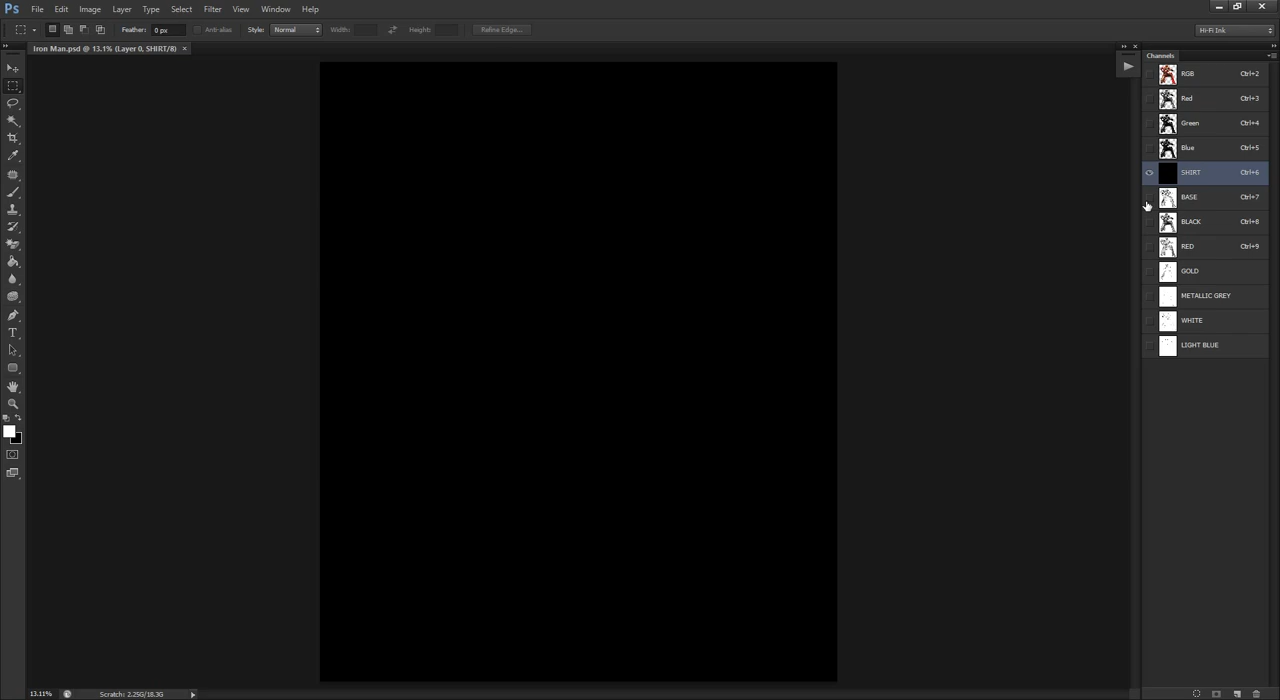 Ps File Edit Image Layer Type Select Filter View Window Help
Feather: 0 px Anti-alias Style: Normal Width: Height: Refine Edge... Hi-Fi Ink
Iron Man.psd @ 13.1% (Layer 0, SHIRT/8) ×
Channels
RGB Ctrl+2
Red Ctrl+3
Green Ctrl+4
Blue Ctrl+5
SHIRT Ctrl+6
BASE Ctrl+7
BLACK Ctrl+8
RED Ctrl+9
GOLD
METALLIC GREY
WHITE
LIGHT BLUE
13.11% Scratch: 2.25G/18.3G